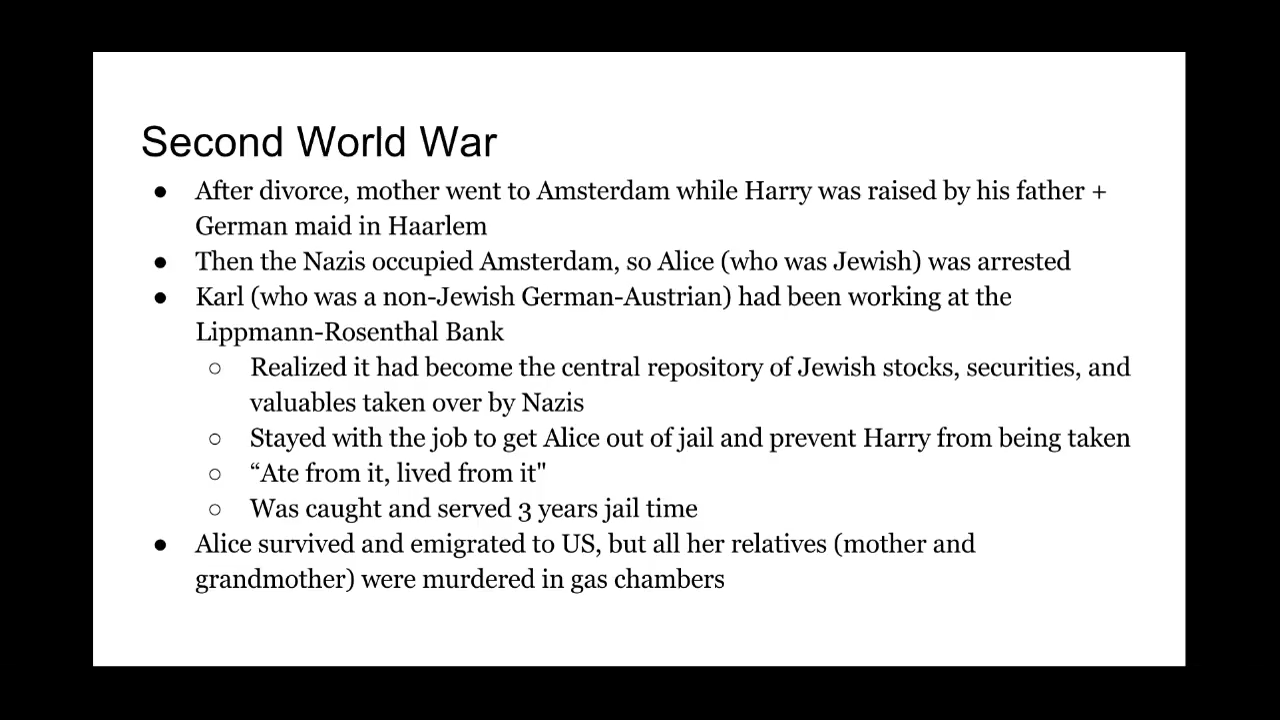 Second World War
● After divorce, mother went to Amsterdam while Harry was raised by his father +
German maid in Haarlem
● Then the Nazis occupied Amsterdam, so Alice (who was Jewish) was arrested
● Karl (who was a non-Jewish German-Austrian) had been working at the
Lippmann-Rosenthal Bank
○ Realized it had become the central repository of Jewish stocks, securities, and
valuables taken over by Nazis
○ Stayed with the job to get Alice out of jail and prevent Harry from being taken
○ “Ate from it, lived from it"
○ Was caught and served 3 years jail time
● Alice survived and emigrated to US, but all her relatives (mother and
grandmother) were murdered in gas chambers